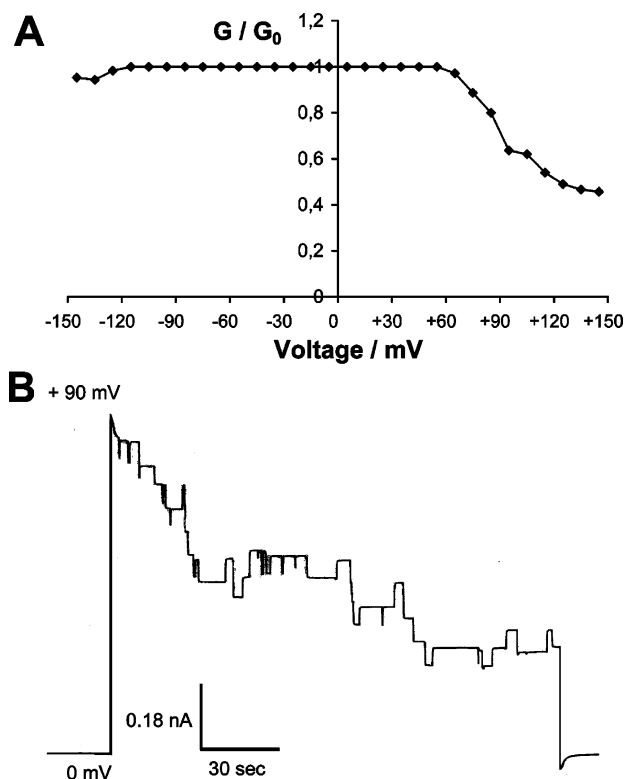 A
G / G₀
1,2
1
0,8
0,6
0,4
0,2
0
-150 -120 -90 -60 -30 0 +30 +60 +90 +120 +150
Voltage / mV
B
+ 90 mV
0.18 nA
0 mV
30 sec